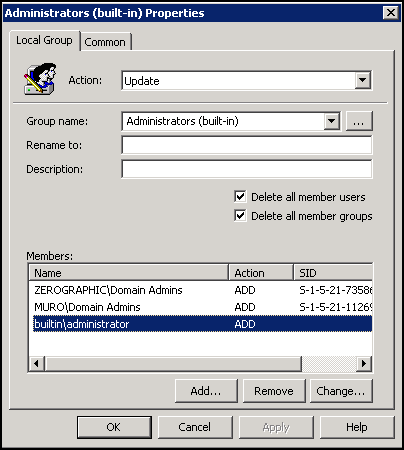 Administrators (built-in) Properties
Local Group Common
Action: Update
Group name: Administrators (built-in) ...
Rename to:
Description:
Delete all member users
Delete all member groups
Members:
Name Action SID
ZEROGRAPHIC\Domain Admins ADD S-1-5-21-73586
MURO\Domain Admins ADD S-1-5-21-11269
builtin\administrator ADD
Add... Remove Change...
OK Cancel Apply Help